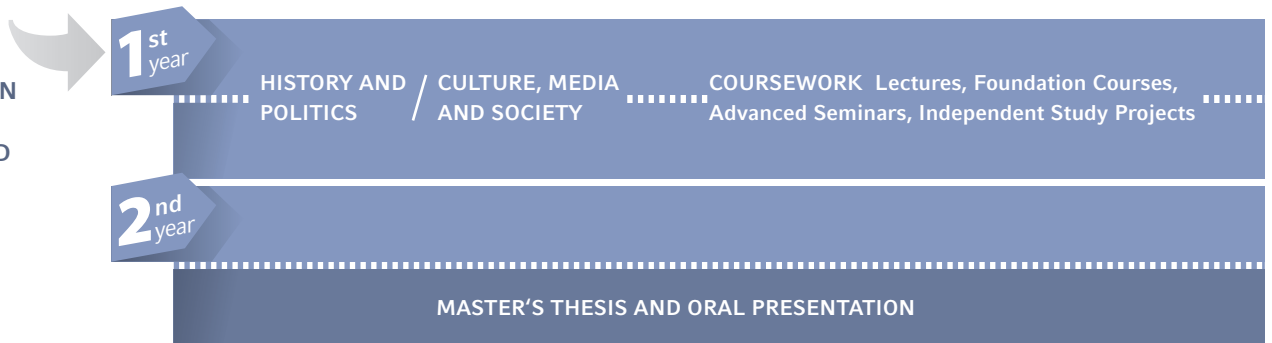 1st year
N
D
HISTORY AND / CULTURE, MEDIA
POLITICS AND SOCIETY
COURSEWORK Lectures, Foundation Courses,
Advanced Seminars, Independent Study Projects
2nd year
MASTER‘S THESIS AND ORAL PRESENTATION